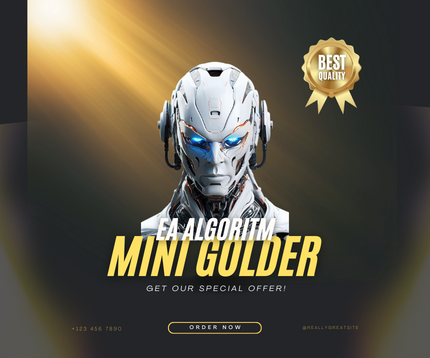 BEST
QUALITY
EA ALGORITM
MINI GOLDER
GET OUR SPECIAL OFFER!
+123 456 7890
ORDER NOW
@REALLYGREATSITE